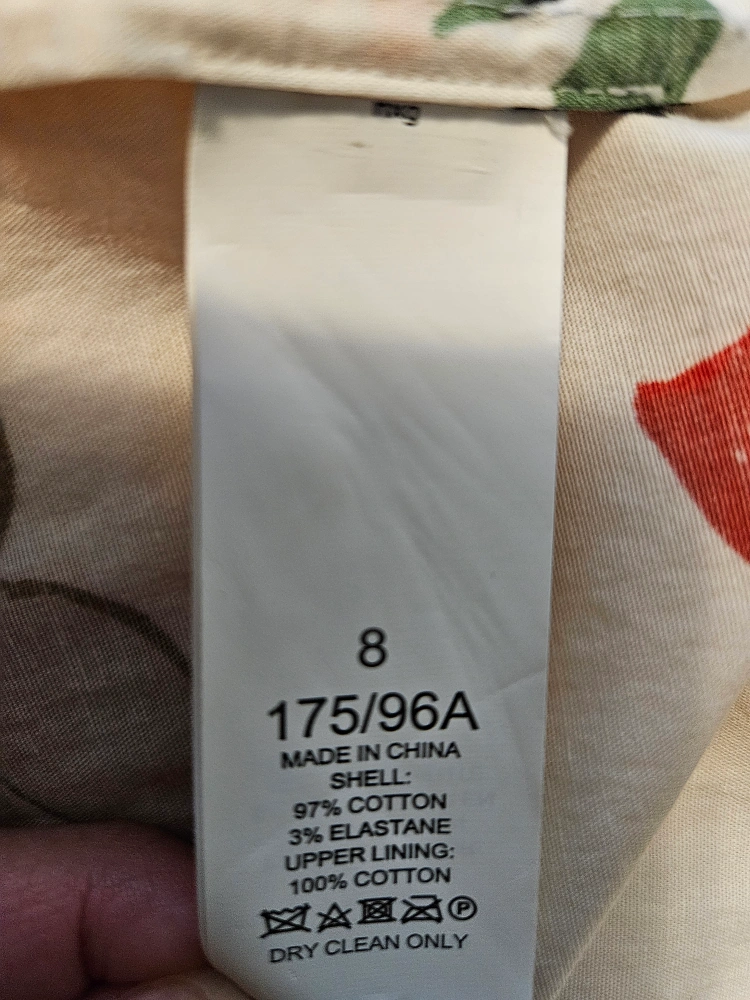 8
175/96A
MADE IN CHINA
SHELL:
97% COTTON
3% ELASTANE
UPPER LINING:
100% COTTON
P
DRY CLEAN ONLY